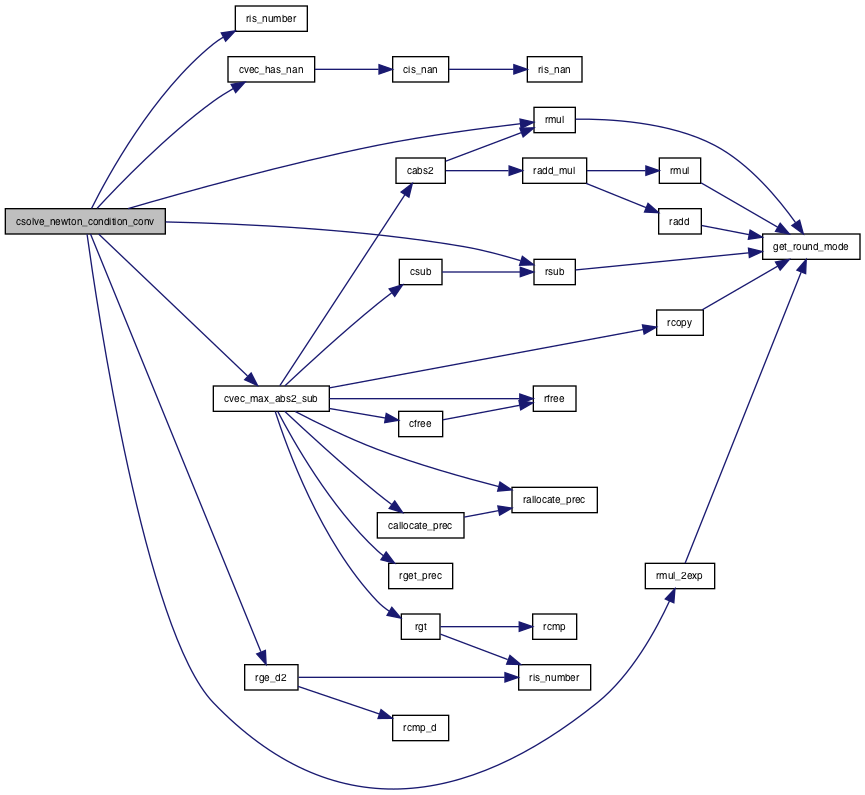 ris_number
cvec_has_nan
cis_nan
ris_nan
rmul
cabs2
radd_mul
rmul
csolve_newton_condition_conv
radd
get_round_mode
csub
rsub
rcopy
cvec_max_abs2_sub
rfree
cfree
rallocate_prec
callocate_prec
rget_prec
rmul_2exp
rgt
rcmp
rge_d2
ris_number
rcmp_d